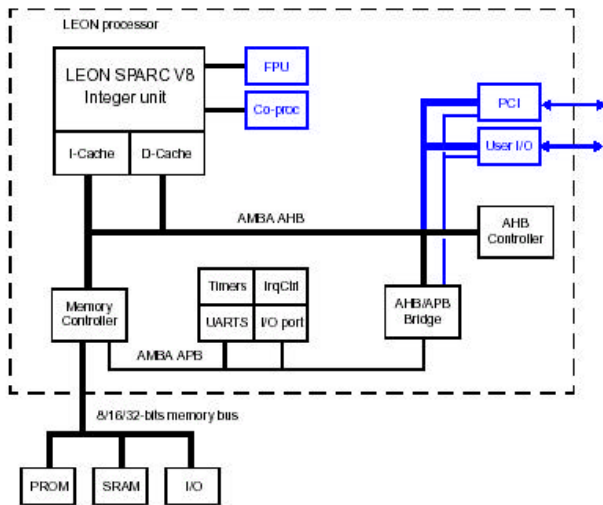 LEON processor
LEON SPARC V8
Integer unit
FPU
Co-proc
PCI
User I/O
I-Cache
D-Cache
AMBA AHB
AHB
Controller
Timers
IrqCtrl
UARTS
I/O port
Memory
Controller
AHB/APB
Bridge
AMBA APB
8/16/32-bits memory bus
PROM
SRAM
I/O